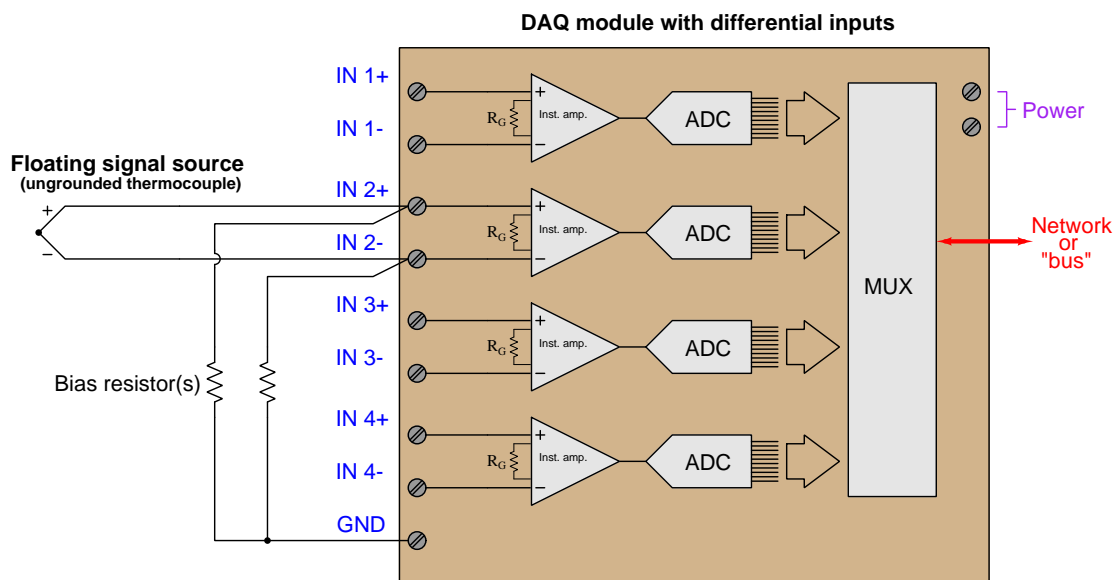 DAQ module with differential inputs
IN 1+
+
RG
Inst. amp.
ADC
Power
IN 1-
−
Floating signal source
(ungrounded thermocouple)
IN 2+
+
+
RG
Inst. amp.
ADC
IN 2-
−
−
Network
or
"bus"
MUX
IN 3+
+
RG
Inst. amp.
ADC
IN 3-
−
Bias resistor(s)
IN 4+
+
RG
Inst. amp.
ADC
IN 4-
−
GND